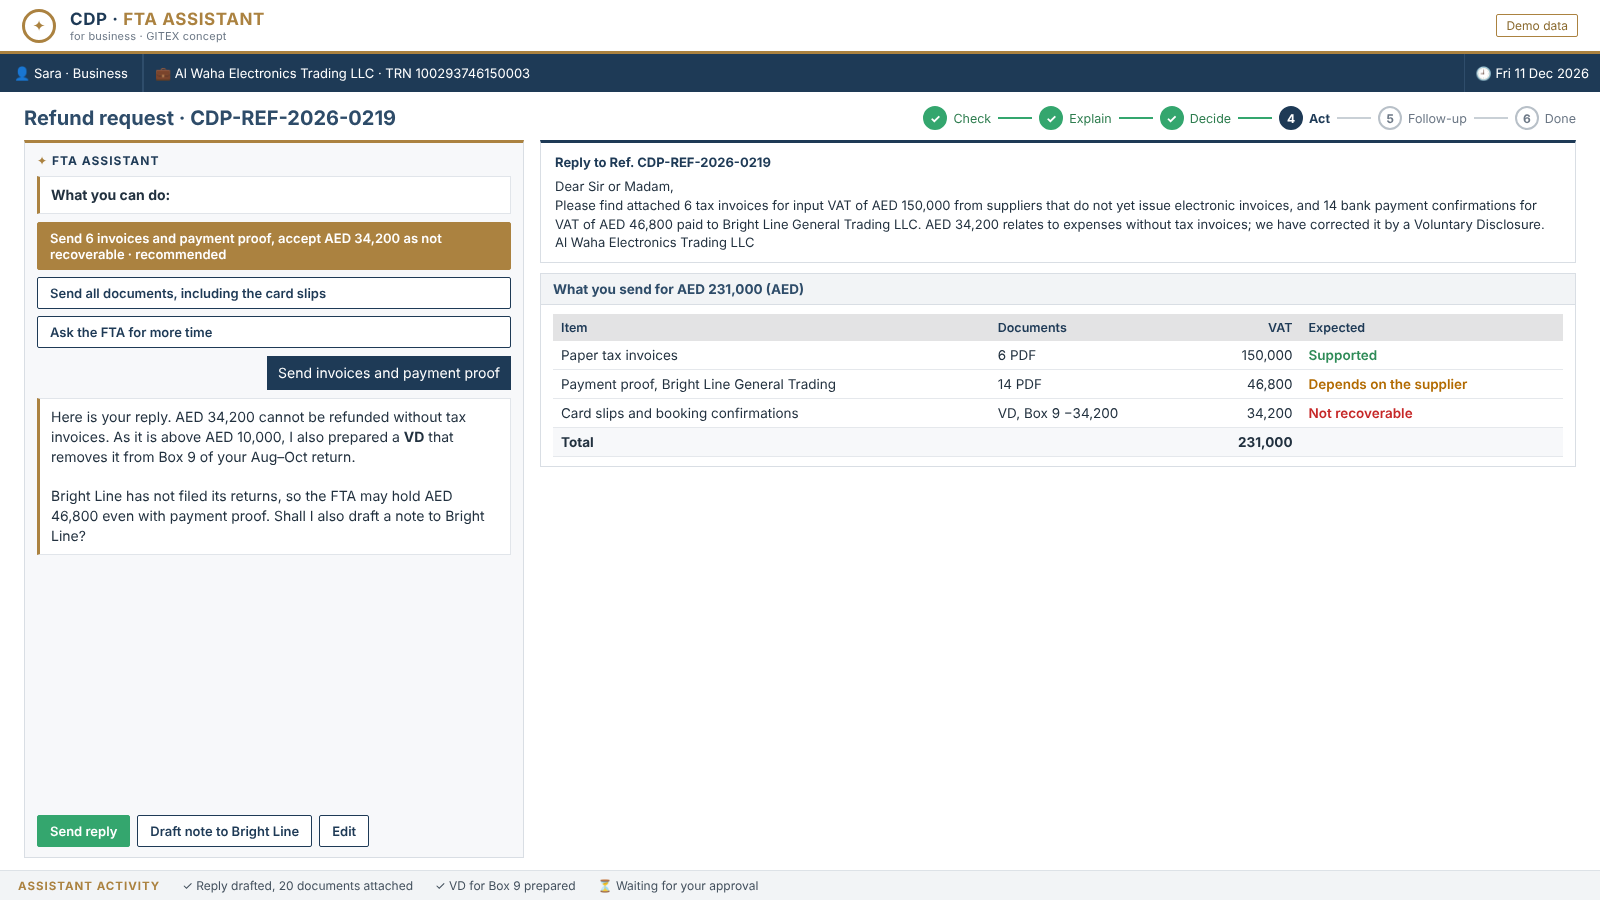 CDP · FTA ASSISTANT
for business · GITEX concept
Demo data
Sara · Business
Al Waha Electronics Trading LLC · TRN 100293746150003
Fri 11 Dec 2026
Refund request · CDP-REF-2026-0219
✓ Check
✓ Explain
✓ Decide
4 Act
5 Follow-up
6 Done
✦ FTA ASSISTANT
What you can do:
Send 6 invoices and payment proof, accept AED 34,200 as not
recoverable · recommended
Send all documents, including the card slips
Ask the FTA for more time
Send invoices and payment proof
Here is your reply. AED 34,200 cannot be refunded without tax
invoices. As it is above AED 10,000, I also prepared a VD that
removes it from Box 9 of your Aug–Oct return.
Bright Line has not filed its returns, so the FTA may hold AED
46,800 even with payment proof. Shall I also draft a note to Bright
Line?
Send reply
Draft note to Bright Line
Edit
Reply to Ref. CDP-REF-2026-0219
Dear Sir or Madam,
Please find attached 6 tax invoices for input VAT of AED 150,000 from suppliers that do not yet issue electronic invoices, and 14 bank payment confirmations for
VAT of AED 46,800 paid to Bright Line General Trading LLC. AED 34,200 relates to expenses without tax invoices; we have corrected it by a Voluntary Disclosure.
Al Waha Electronics Trading LLC
What you send for AED 231,000 (AED)
Item Documents VAT Expected
Paper tax invoices 6 PDF 150,000 Supported
Payment proof, Bright Line General Trading 14 PDF 46,800 Depends on the supplier
Card slips and booking confirmations VD, Box 9 −34,200 34,200 Not recoverable
Total 231,000
ASSISTANT ACTIVITY
✓ Reply drafted, 20 documents attached
✓ VD for Box 9 prepared
⏳ Waiting for your approval